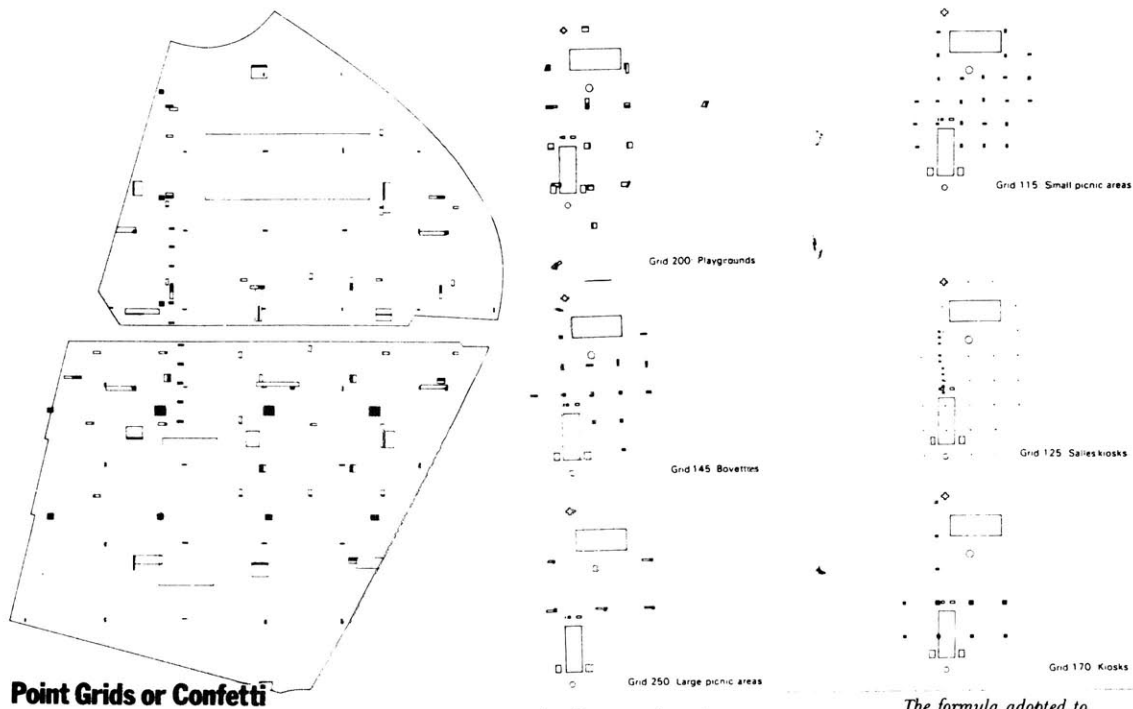 Grid 115 Small picnic areas
Grid 200 Playgrounds
Grid 145 Bovettes
Grid 125 Salles kiosks
Grid 250 Large picnic areas
Grid 170 Kiosks
Point Grids or Confetti
The formula adopted to